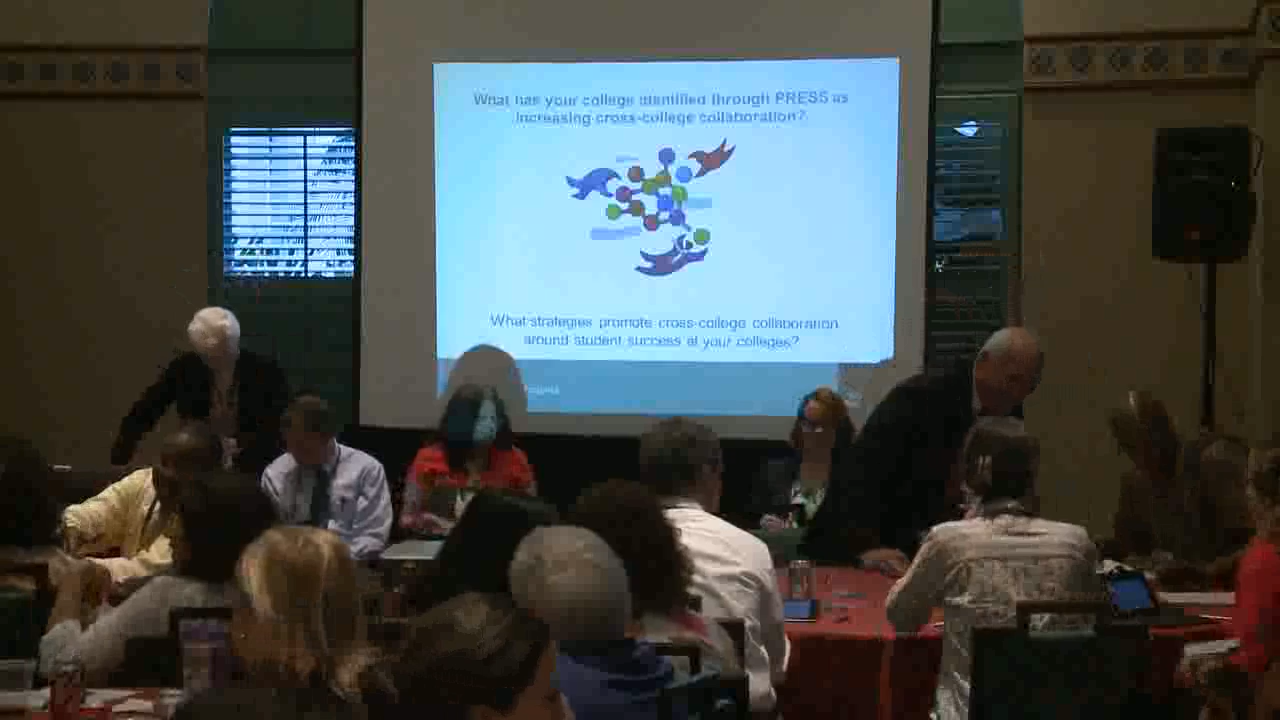 What has your college identified through PRESS as
increasing cross-college collaboration?
What strategies promote cross-college collaboration
around student success at your colleges?